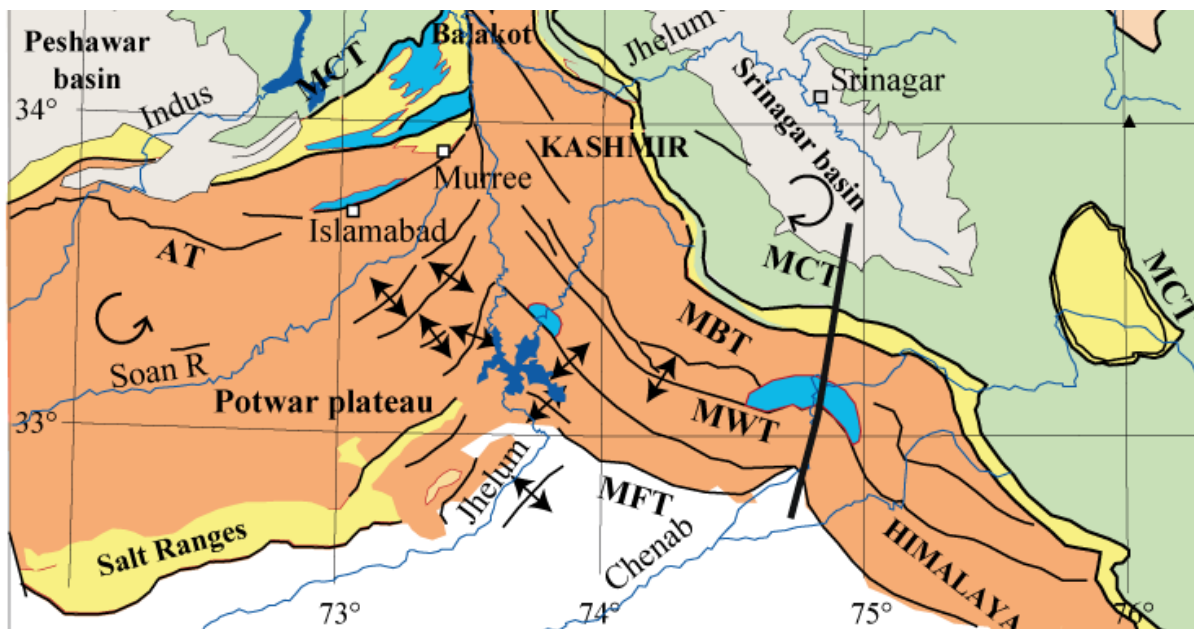 Peshawar
basin
MCT
Balakot
Jhelum
Srinagar
Srinagar basin
Indus
34°
KASHMIR
Murree
Islamabad
AT
MCT
MCT
MBT
Soan R
Potwar plateau
MWT
33°
Jhelum
MFT
Salt Ranges
Chenab
HIMALAYA
73°
74°
75°
76°